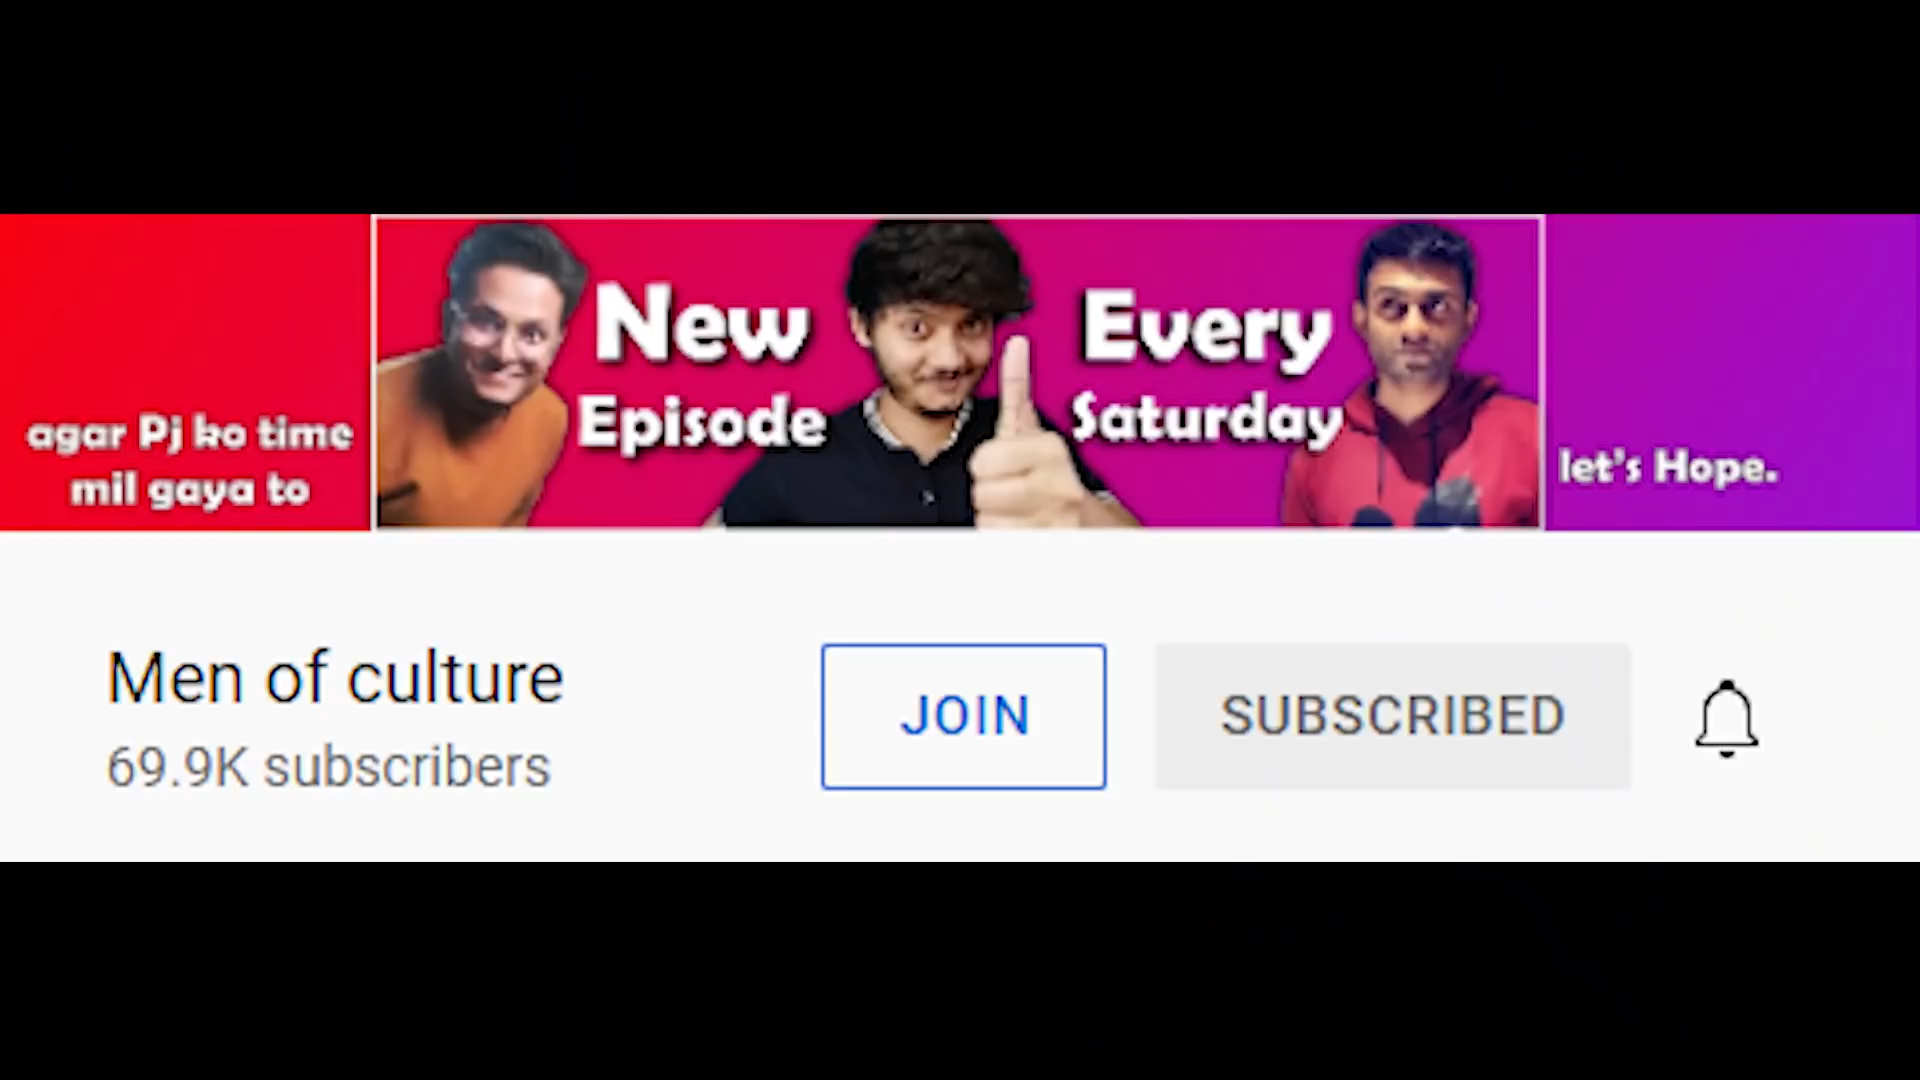 agar Pj ko time
mil gaya to
New
Episode
Every
Saturday
let's Hope.
Men of culture
69.9K subscribers
JOIN
SUBSCRIBED